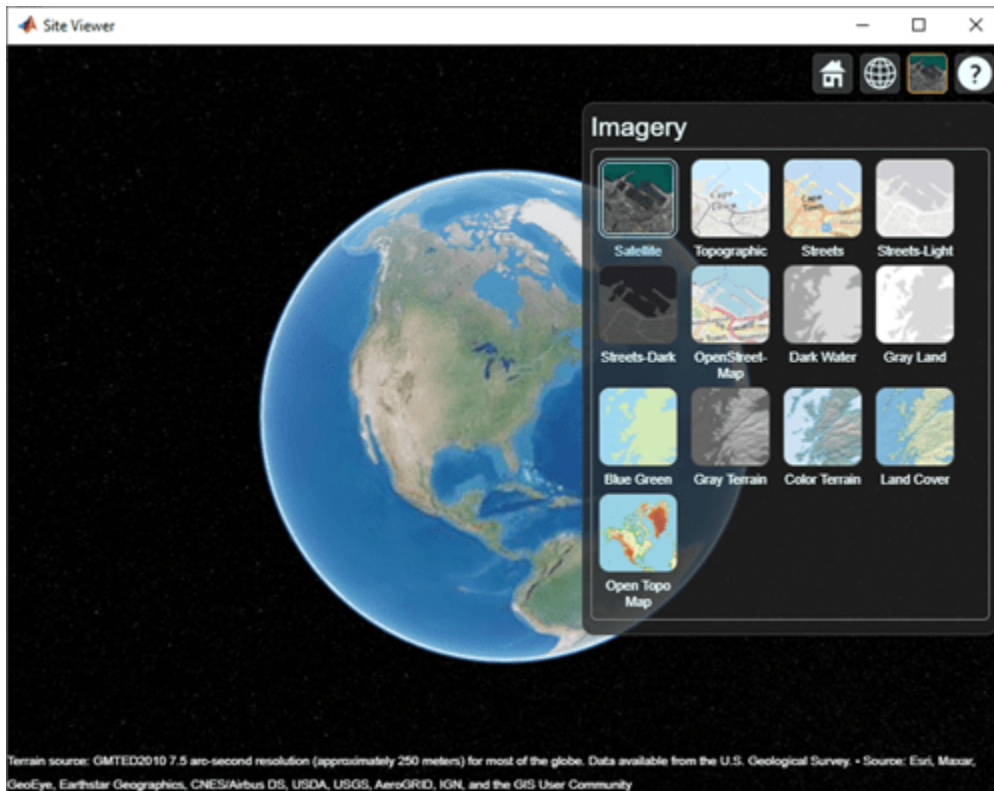 Site Viewer
Imagery
Satellite Topographic Streets Streets-Light
Streets-Dark OpenStreet- Dark Water Gray Land
Map
Blue Green Gray Terrain Color Terrain Land Cover
Open Topo
Map
Terrain source: GMTED2010 7.5 arc-second resolution (approximately 250 meters) for most of the globe. Data available from the U.S. Geological Survey. • Source: Esri, Maxar,
GeoEye, Earthstar Geographics, CNES/Airbus DS, USDA, USGS, AeroGRID, IGN, and the GIS User Community